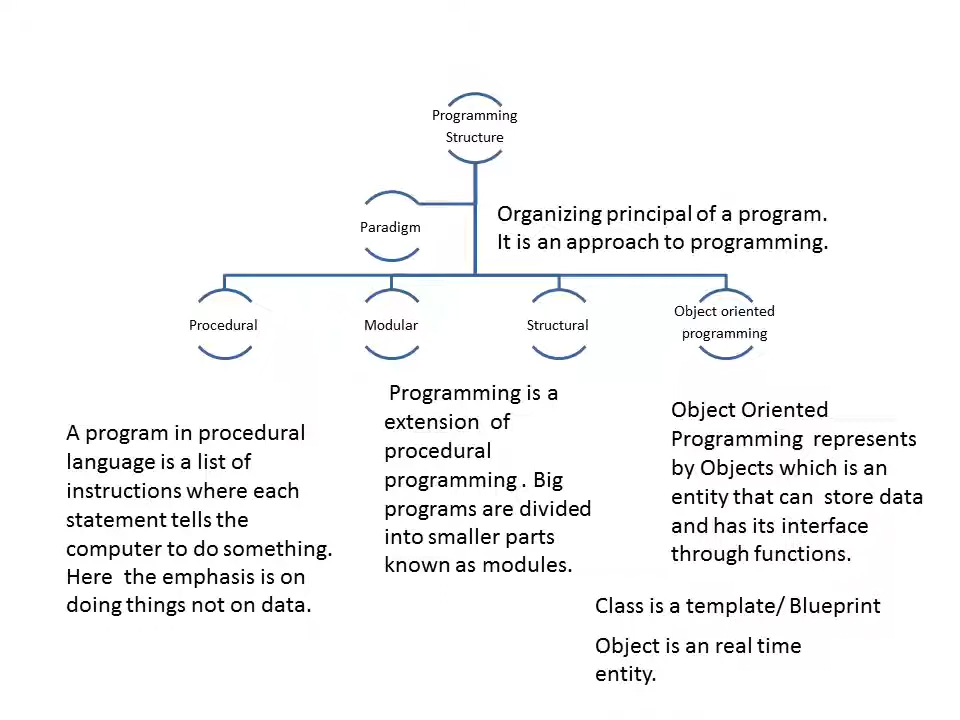 Programming
Structure
Paradigm
Organizing principal of a program.
It is an approach to programming.
Procedural
Modular
Structural
Object oriented
programming
A program in procedural
language is a list of
instructions where each
statement tells the
computer to do something.
Here the emphasis is on
doing things not on data.
Programming is a
extension of
procedural
programming . Big
programs are divided
into smaller parts
known as modules.
Object Oriented
Programming represents
by Objects which is an
entity that can store data
and has its interface
through functions.
Class is a template/ Blueprint
Object is an real time
entity.